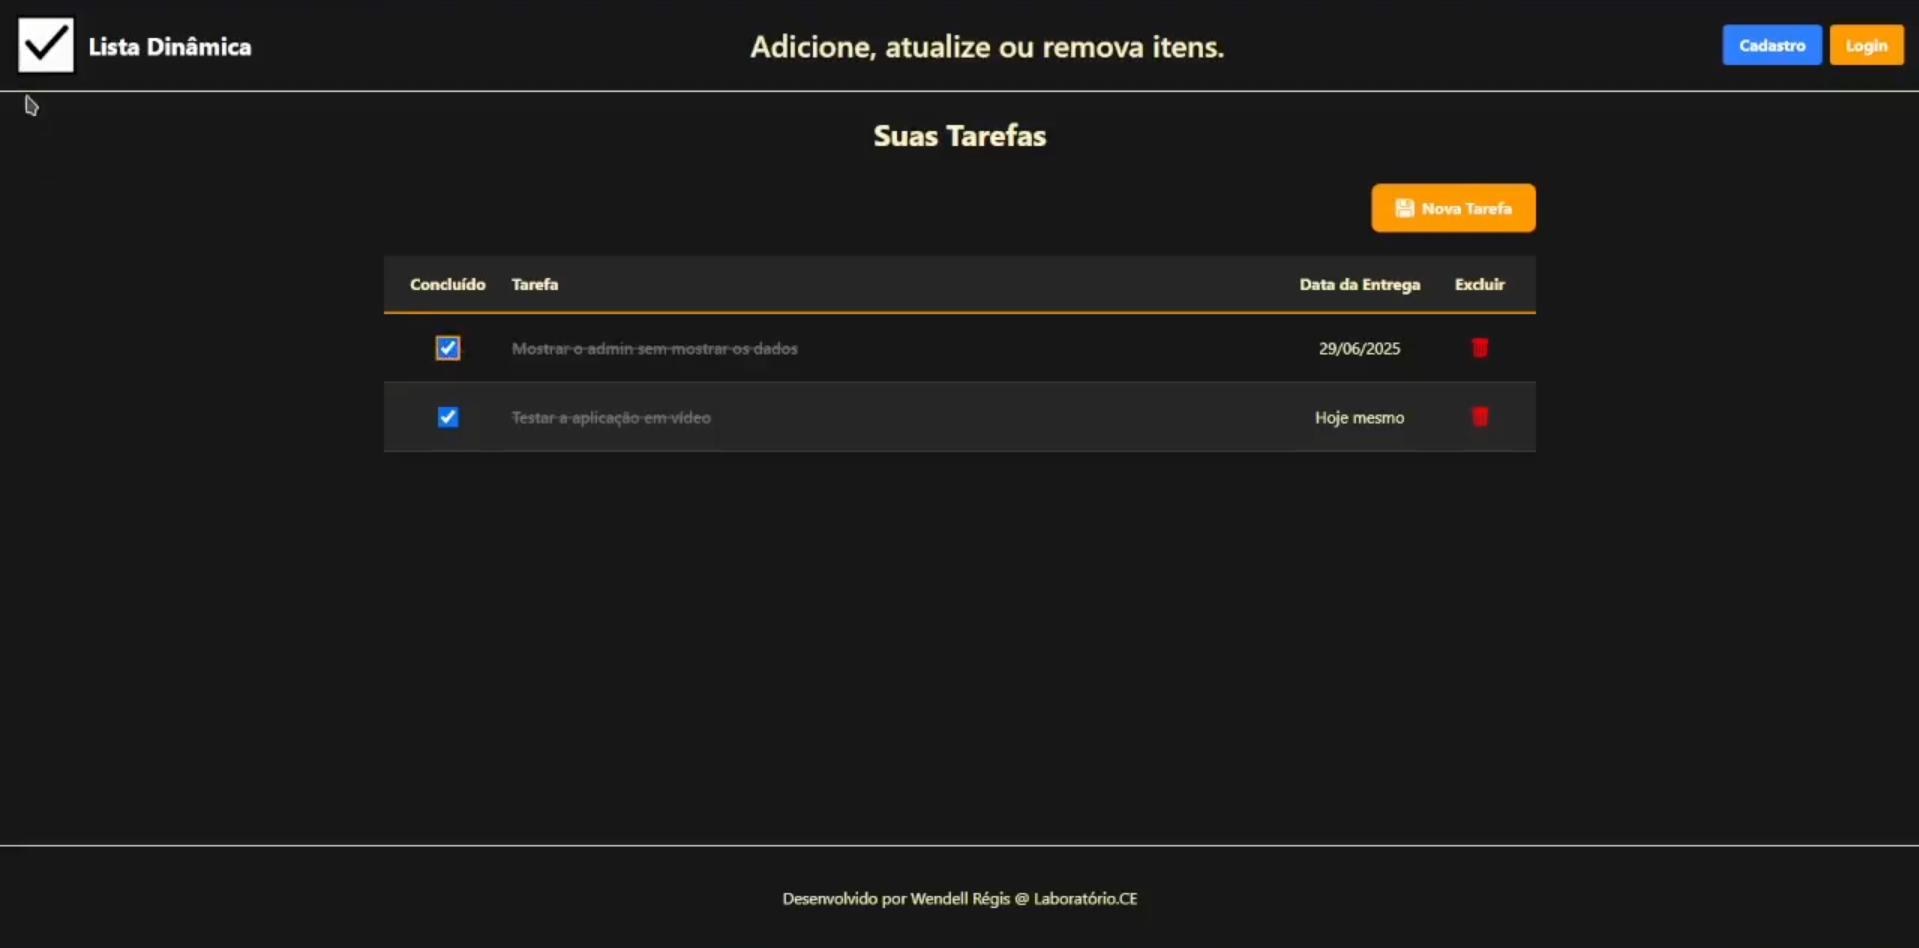 Lista Dinâmica
Adicione, atualize ou remova itens.
Cadastro
Login
Suas Tarefas
Nova Tarefa
Concluído Tarefa Data da Entrega Excluir
Mostrar o admin sem mostrar os dados 29/06/2025
Testar a aplicação em vídeo Hoje mesmo
Desenvolvido por Wendell Régis @ Laboratório.CE